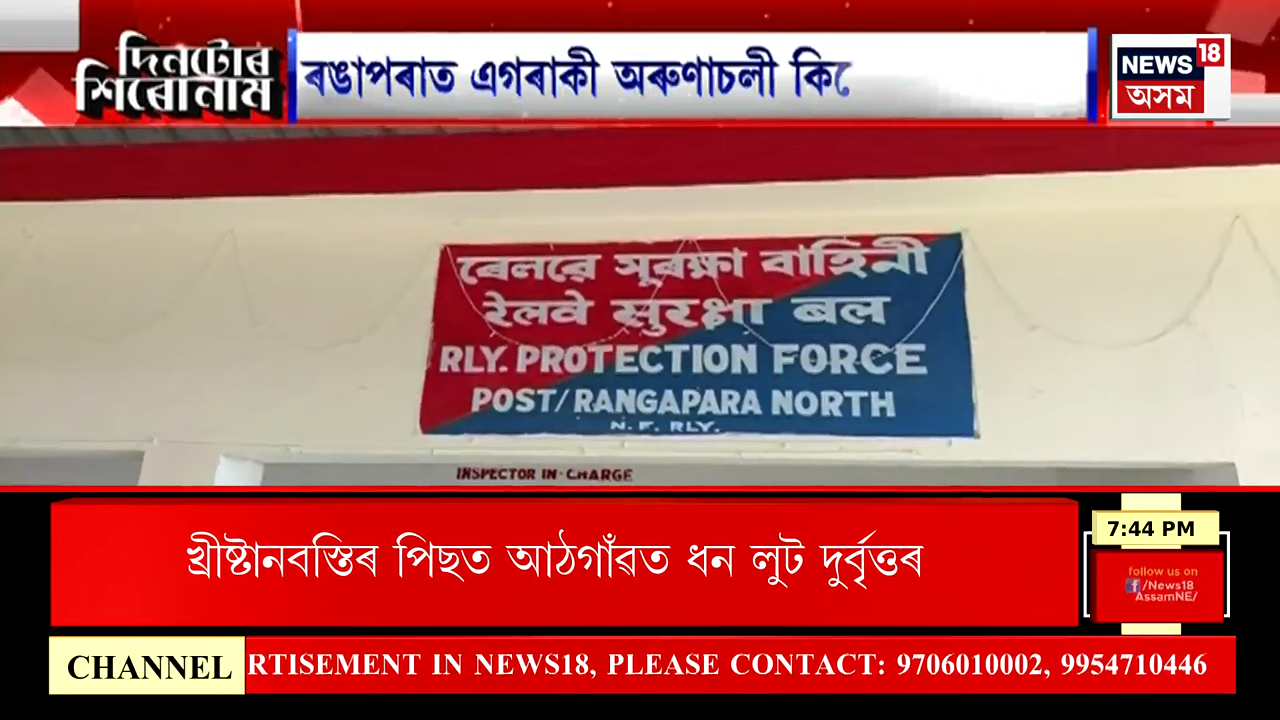 দিনটোৰ
শিৰোনাম
ৰঙাপৰাত এগৰাকী অৰুণাচলী
NEWS 18
অসম
ৰেলৱে সুৰক্ষা বাহিনী
रेलवे सुरक्षा बल
RLY. PROTECTION FORCE
POST/RANGAPARA NORTH
N. F. RLY.
INSPECTOR IN-CHARGE
খ্ৰীষ্টানবস্তিৰ পিছত আঠগাঁৱত ধন লুট দুৰ্বৃত্তৰ
7:44 PM
follow us on
/News18
AssamNE/
CHANNEL
RTISEMENT IN NEWS18, PLEASE CONTACT: 9706010002, 9954710446